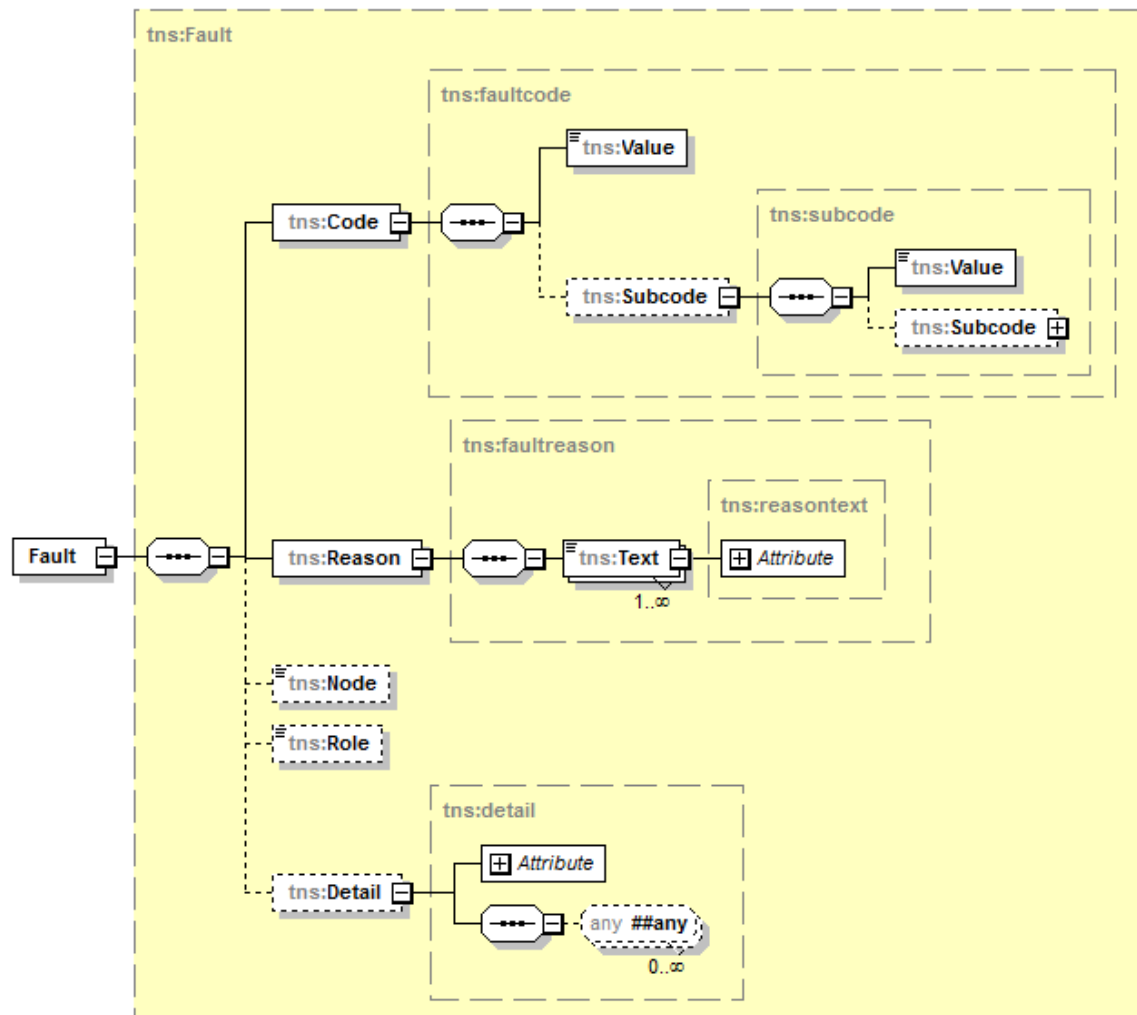 tns:Fault
tns:faultcode
tns:Value
tns:subcode
tns:Code
tns:Value
tns:Subcode
tns:Subcode
tns:faultreason
tns:reasontext
Fault
tns:Reason
tns:Text
Attribute
1..∞
tns:Node
tns:Role
tns:detail
Attribute
tns:Detail
any ##any
0..∞